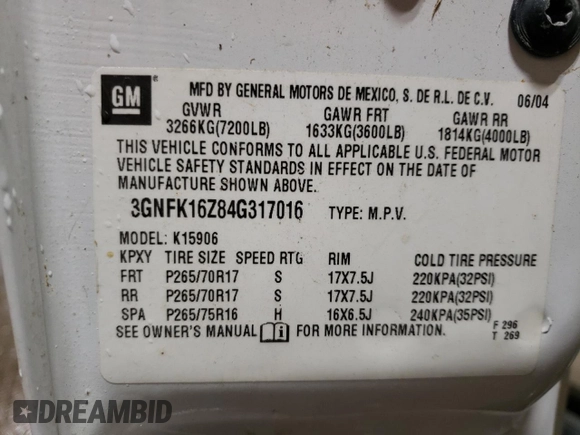 GM ®
MFD BY GENERAL MOTORS DE MEXICO, S. DE R.L. DE C.V. 06/04
GVWR GAWR FRT GAWR RR
3266KG(7200LB) 1633KG(3600LB) 1814KG(4000LB)
THIS VEHICLE CONFORMS TO ALL APPLICABLE U.S. FEDERAL MOTOR
VEHICLE SAFETY STANDARDS IN EFFECT ON THE DATE OF
MANUFACTURE SHOWN ABOVE.
3GNFK16Z84G317016 TYPE: M.P.V.
MODEL: K15906
KPXY TIRE SIZE SPEED RTG RIM COLD TIRE PRESSURE
FRT P265/70R17 S 17X7.5J 220KPA(32PSI)
RR P265/70R17 S 17X7.5J 220KPA(32PSI)
SPA P265/75R16 H 16X6.5J 240KPA(35PSI)
SEE OWNER'S MANUAL FOR MORE INFORMATION. F 296
T 269
DREAMBID